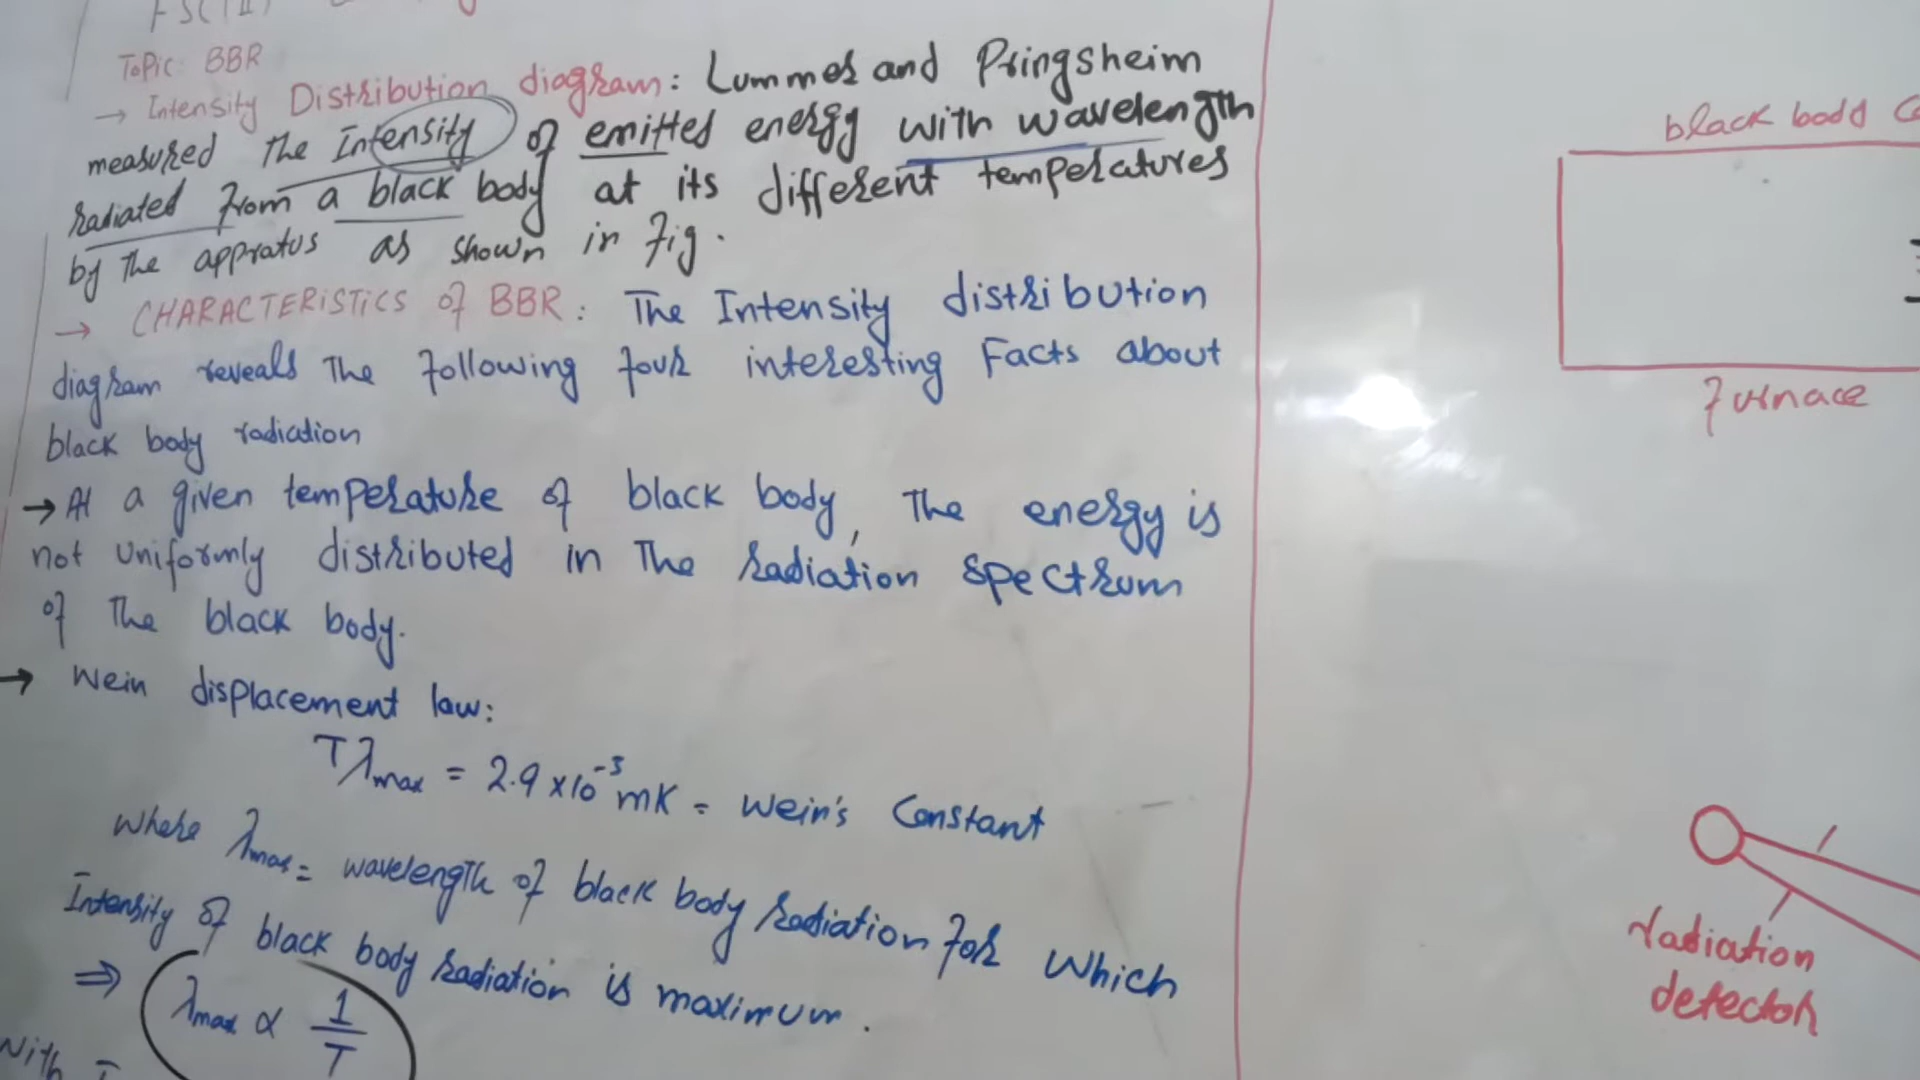 Topic: BBR
→ Intensity Distribution diagram: Lummer and Pringsheim
measured The Intensity of emitted energy with wavelength
radiated from a black body at its different temperatures
by The appratus as shown in fig.
→ CHARACTERISTICS of BBR: The Intensity distribution
diagram reveals The following four interesting Facts about
black body radiation
→ At a given temperature of black body, The energy is
not uniformly distributed in The radiation spectrum
of The black body.
→ Wein displacement law:
Tλmax = 2.9 x10⁻³ mK = Wein's Constant
where λmax = wavelength of black body radiation for which
Intensity of black body radiation is maximum.
⇒ λmax ∝ 1/T
with
black body
furnace
radiation
detector